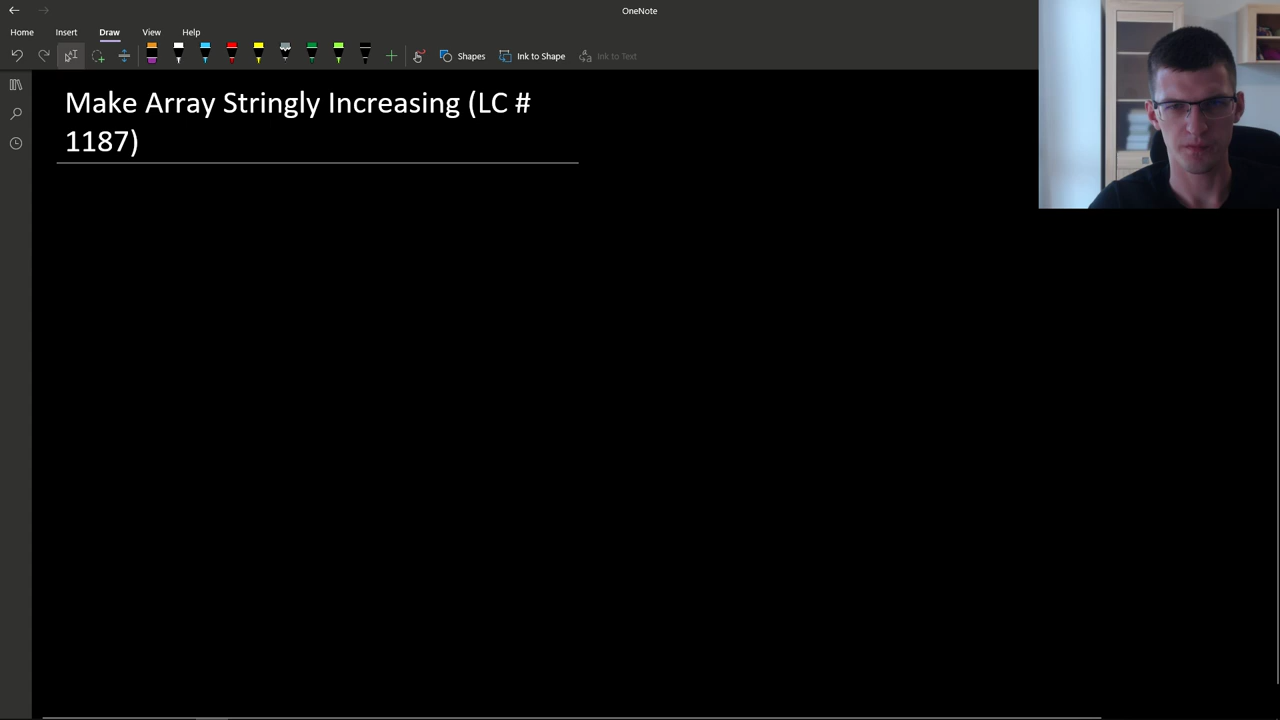 OneNote
Home Insert Draw View Help
Shapes Ink to Shape Ink to Text
Make Array Stringly Increasing (LC #
1187)